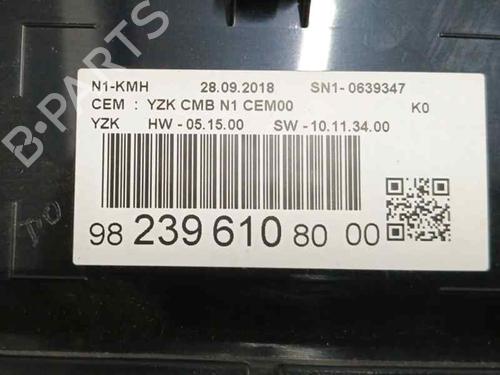 B-PARTS
N1-KMH 28.09.2018 SN1- 0639347
CEM : YZK CMB N1 CEM00 K0
YZK HW - 05.15.00 SW - 10.11.34.00
98 239 610 80 00